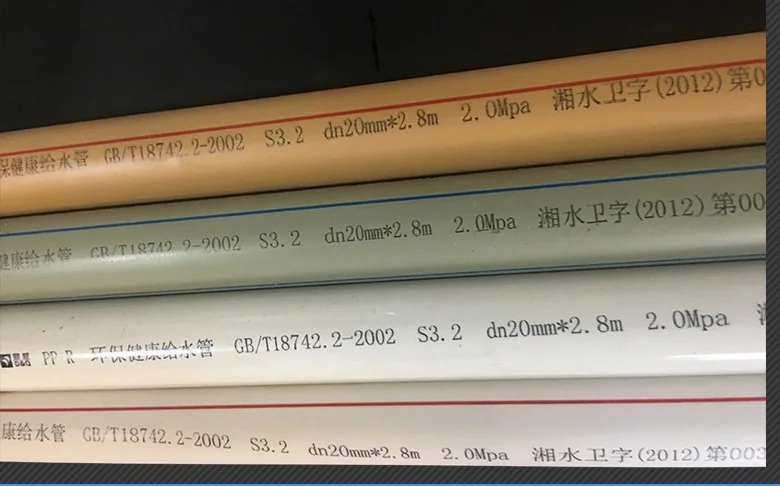 保健康给水管 GB/T18742.2-2002 S3.2 dn20mm*2.8m 2.0Mpa 湘水卫字(2012)第0
健康给水管 GB/T18742.2-2002 S3.2 dn20mm*2.8m 2.0Mpa 湘水卫字(2012)第00
PP R 环保健康给水管 GB/T18742.2-2002 S3.2 dn20mm*2.8m 2.0Mpa
康给水管 GB/T18742.2-2002 S3.2 dn20mm*2.8m 2.0Mpa 湘水卫字(2012)第003